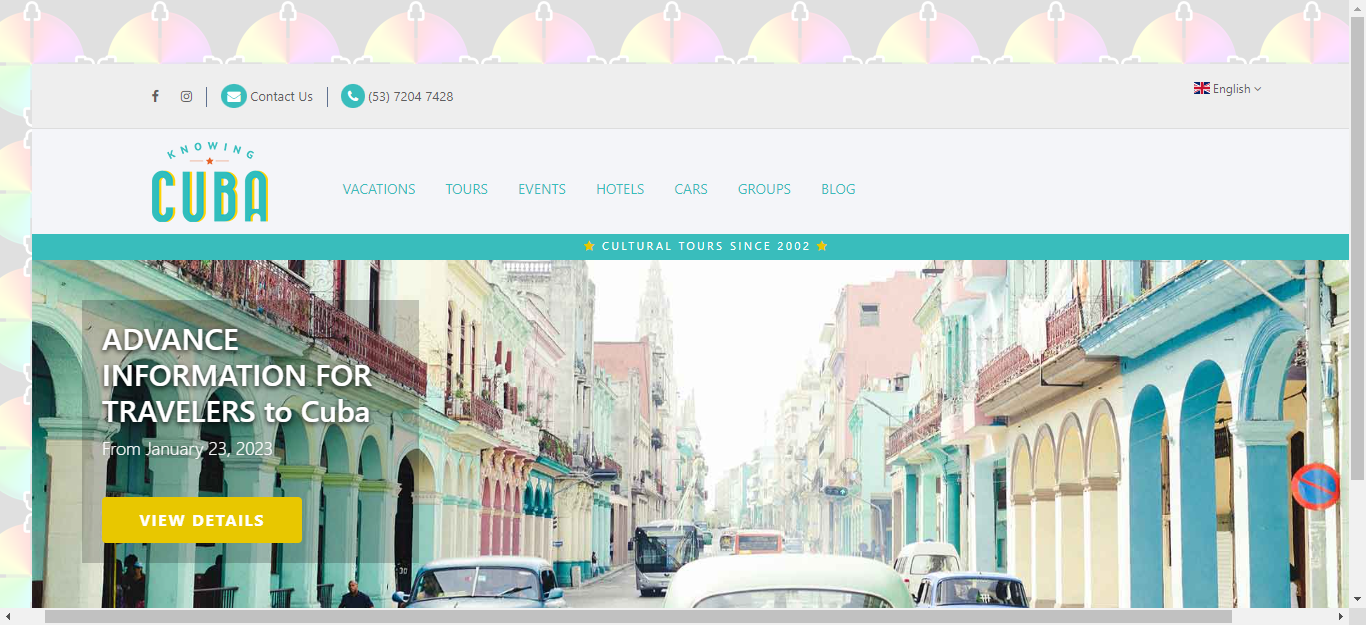 Contact Us
(53) 7204 7428
English
KNOWING
CUBA
VACATIONS
TOURS
EVENTS
HOTELS
CARS
GROUPS
BLOG
CULTURAL TOURS SINCE 2002
ADVANCE
INFORMATION FOR
TRAVELERS to Cuba
From January 23, 2023
VIEW DETAILS